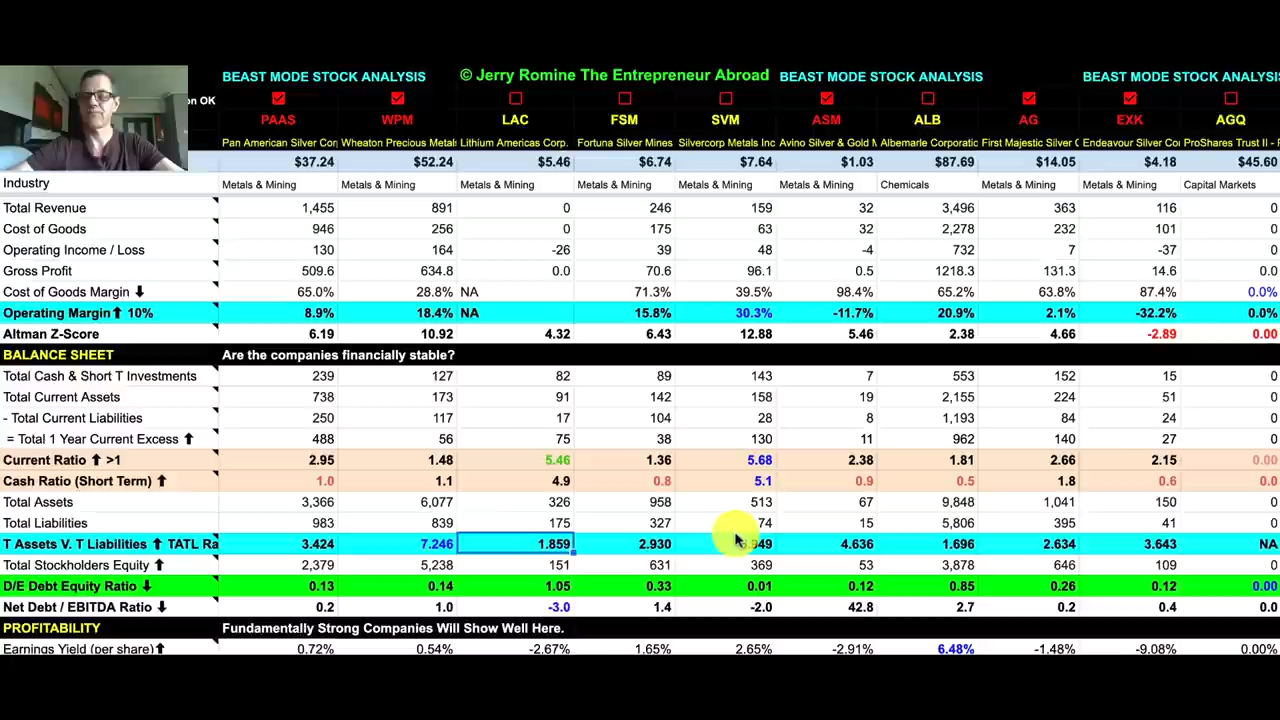 BEAST MODE STOCK ANALYSIS © Jerry Romine The Entrepreneur Abroad BEAST MODE STOCK ANALYSIS BEAST MODE STOCK ANALYSIS
on OK
PAAS WPM LAC FSM SVM ASM ALB AG EXK AGQ
Pan American Silver Cor Wheaton Precious Metals Lithium Americas Corp. Fortuna Silver Mines Silvercorp Metals Inc Avino Silver & Gold M Albemarle Corporatic First Majestic Silver C Endeavour Silver Co ProShares Trust II - P
$37.24 $52.24 $5.46 $6.74 $7.64 $1.03 $87.69 $14.05 $4.18 $45.60
Industry Metals & Mining Metals & Mining Metals & Mining Metals & Mining Metals & Mining Metals & Mining Chemicals Metals & Mining Metals & Mining Capital Markets
Total Revenue 1,455 891 0 246 159 32 3,496 363 116 0
Cost of Goods 946 256 0 175 63 32 2,278 232 101 0
Operating Income / Loss 130 164 -26 39 48 -4 732 7 -37 0
Gross Profit 509.6 634.8 0.0 70.6 96.1 0.5 1218.3 131.3 14.6 0.0
Cost of Goods Margin ⬇ 65.0% 28.8% NA 71.3% 39.5% 98.4% 65.2% 63.8% 87.4% 0.0%
Operating Margin⬆ 10% 8.9% 18.4% NA 15.8% 30.3% -11.7% 20.9% 2.1% -32.2% 0.0%
Altman Z-Score 6.19 10.92 4.32 6.43 12.88 5.46 2.38 4.66 -2.89 0.00
BALANCE SHEET Are the companies financially stable?
Total Cash & Short T Investments 239 127 82 89 143 7 553 152 15 0
Total Current Assets 738 173 91 142 158 19 2,155 224 51 0
- Total Current Liabilities 250 117 17 104 28 8 1,193 84 24 0
= Total 1 Year Current Excess ⬆ 488 56 75 38 130 11 962 140 27 0
Current Ratio ⬆ >1 2.95 1.48 5.46 1.36 5.68 2.38 1.81 2.66 2.15 0.00
Cash Ratio (Short Term) ⬆ 1.0 1.1 4.9 0.8 5.1 0.9 0.5 1.8 0.6 0.0
Total Assets 3,366 6,077 326 958 513 67 9,848 1,041 150 0
Total Liabilities 983 839 175 327 74 15 5,806 395 41 0
T Assets V. T Liabilities ⬆ TATL Ra 3.424 7.246 1.859 2.930 4.636 1.696 2.634 3.643 NA
Total Stockholders Equity ⬆ 2,379 5,238 151 631 369 53 3,878 646 109 0
D/E Debt Equity Ratio ⬇ 0.13 0.14 1.05 0.33 0.01 0.12 0.85 0.26 0.12 0.00
Net Debt / EBITDA Ratio ⬇ 0.2 1.0 -3.0 1.4 -2.0 42.8 2.7 0.2 0.4 0.0
PROFITABILITY Fundamentally Strong Companies Will Show Well Here.
Earnings Yield (per share)⬆ 0.72% 0.54% -2.67% 1.65% 2.65% -2.91% 6.48% -1.48% -9.08% 0.00%